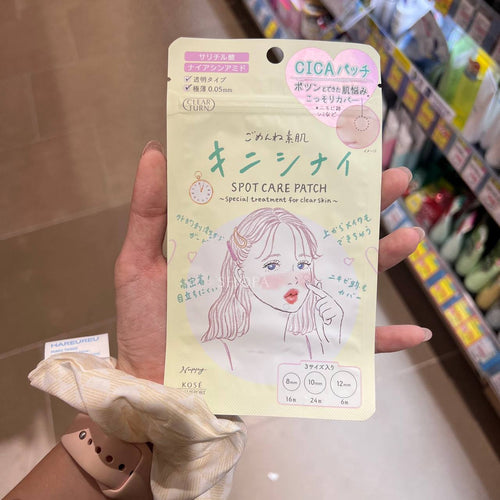 サリチル酸
ナイアシンアミド
✓透明タイプ
✓極薄 0.05mm
CLEAR
TURN
CICAパッチ
ポツンとできた肌悩み、
こっそりカバー!
ごめんね素肌
キニシナイ
SPOT CARE PATCH
~special treatment for clear skin~
上からメイクも
できちゃう
高密着!
目立ちにくい
ニキビ跡も
カバー
Happy
KOSÉ
3サイズ入り
8mm 10mm 12mm
16枚 24枚 6枚
HAREUREU